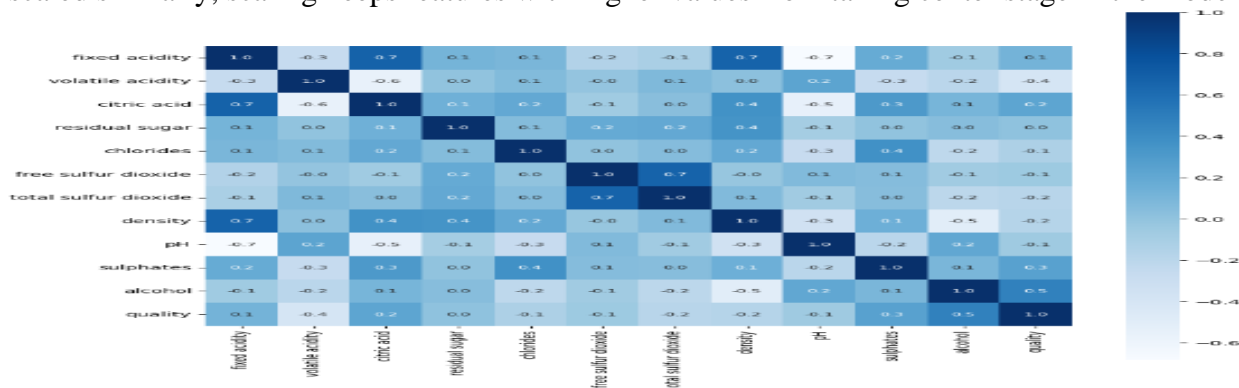 fixed acidity 1.0 -0.3 0.7 0.1 0.1 -0.2 -0.1 0.7 -0.7 0.2 -0.1 0.1
volatile acidity -0.3 1.0 -0.6 0.0 0.1 -0.0 0.1 0.0 0.2 -0.3 -0.2 -0.4
citric acid 0.7 -0.6 1.0 0.1 0.2 -0.1 0.0 0.4 -0.5 0.3 0.1 0.2
residual sugar 0.1 0.0 0.1 1.0 0.1 0.2 0.2 0.4 -0.1 0.0 0.0 0.0
chlorides 0.1 0.1 0.2 0.1 1.0 0.0 0.0 0.2 -0.3 0.4 -0.2 -0.1
free sulfur dioxide -0.2 -0.0 -0.1 0.2 0.0 1.0 0.7 -0.0 0.1 0.1 -0.1 -0.1
total sulfur dioxide -0.1 0.1 0.0 0.2 0.0 0.7 1.0 0.1 -0.1 0.0 -0.2 -0.2
density 0.7 0.0 0.4 0.4 0.2 -0.0 0.1 1.0 -0.3 0.1 -0.5 -0.2
pH -0.7 0.2 -0.5 -0.1 -0.3 0.1 -0.1 -0.3 1.0 -0.2 0.2 -0.1
sulphates 0.2 -0.3 0.3 0.0 0.4 0.1 0.0 0.1 -0.2 1.0 0.1 0.3
alcohol -0.1 -0.2 0.1 0.0 -0.2 -0.1 -0.2 -0.5 0.2 0.1 1.0 0.5
quality 0.1 -0.4 0.2 0.0 -0.1 -0.1 -0.2 -0.2 -0.1 0.3 0.5 1.0
fixed acidity volatile acidity citric acid residual sugar chlorides free sulfur dioxide otal sulfur dioxide density pH sulphates alcohol quality
1.0
0.8
0.6
0.4
0.2
0.0
−0.2
−0.4
−0.6